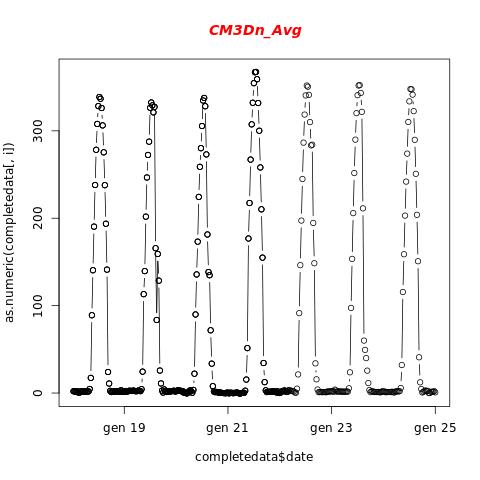 CM3Dn_Avg
as.numeric(completedata[, i])
300
200
100
0
gen 19
gen 21
gen 23
gen 25
completedata$date